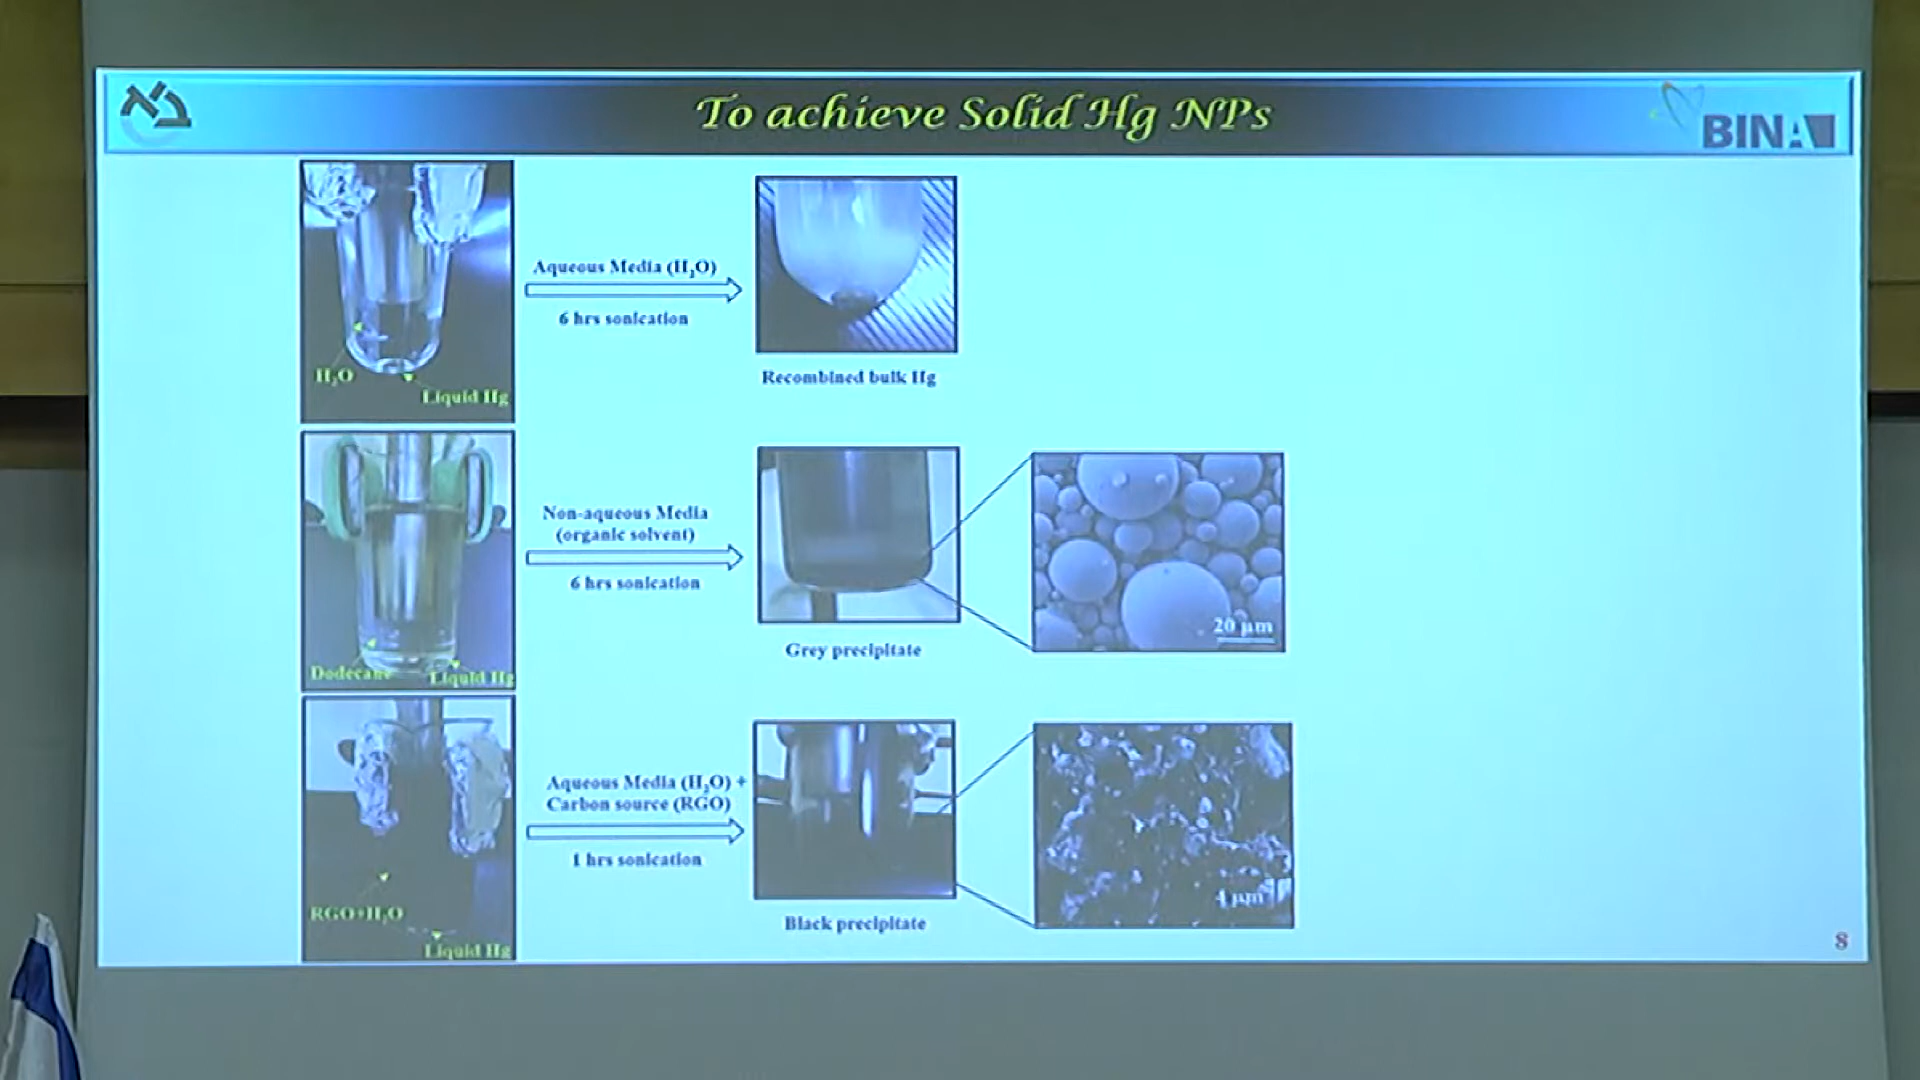 To achieve Solid Hg NPs
BINA
H₂O
Liquid Hg
Aqueous Media (H₂O)
6 hrs sonication
Recombined bulk Hg
Dodecane
Liquid Hg
Non-aqueous Media
(organic solvent)
6 hrs sonication
Grey precipitate
20 µm
RGO+H₂O
Liquid Hg
Aqueous Media (H₂O) +
Carbon source (RGO)
1 hrs sonication
Black precipitate
4 µm
8